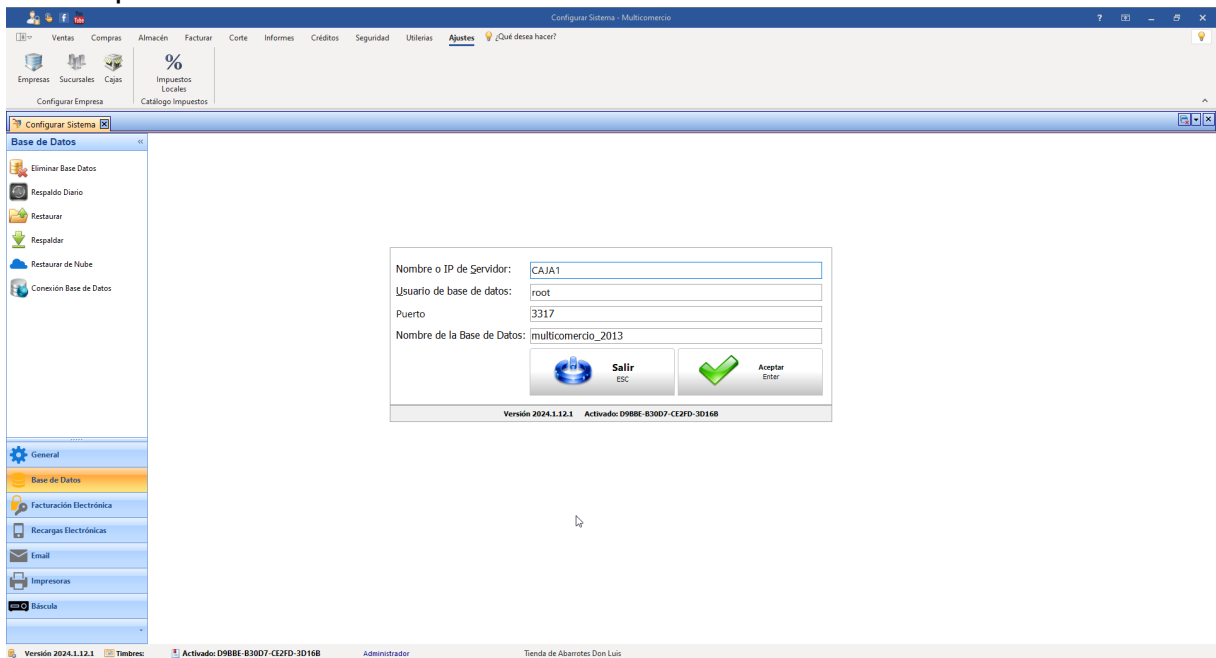 Configurar Sistema - Multicomercio
Ventas Compras Almacén Facturar Corte Informes Créditos Seguridad Utilerias Ajustes ¿Qué desea hacer?
Empresas Sucursales Cajas Impuestos Locales
Configurar Empresa Catálogo Impuestos
Configurar Sistema
Base de Datos
Eliminar Base Datos
Respaldo Diario
Restaurar
Respaldar
Restaurar de Nube
Conexión Base de Datos
Nombre o IP de Servidor: CAJA1
Usuario de base de datos: root
Puerto 3317
Nombre de la Base de Datos: multicomercio_2013
Salir
ESC
Aceptar
Enter
Versión 2024.1.12.1 Activado: D9BBE-B30D7-CE2FD-3D16B
General
Base de Datos
Facturación Electrónica
Recargas Electrónicas
Email
Impresoras
Báscula
Versión 2024.1.12.1 Timbres: Activado: D9BBE-B30D7-CE2FD-3D16B Administrador Tienda de Abarrotes Don Luis